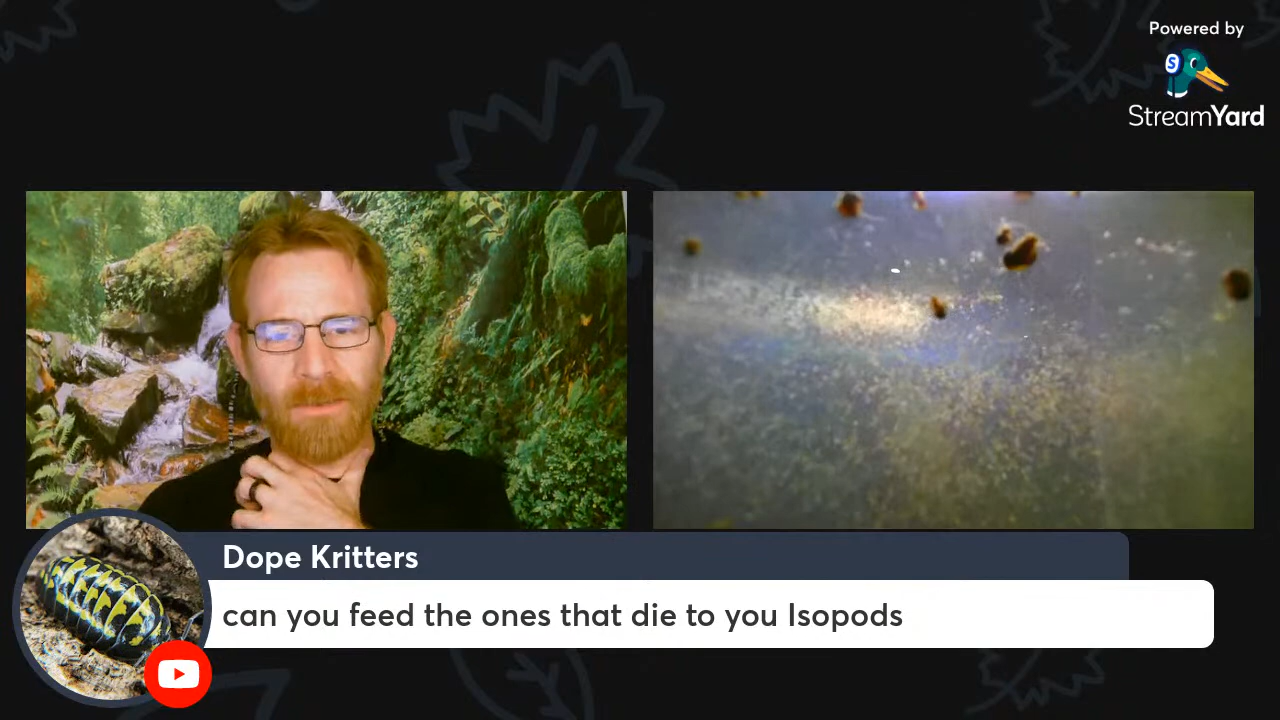 Powered by
S
StreamYard
Dope Kritters
can you feed the ones that die to you Isopods